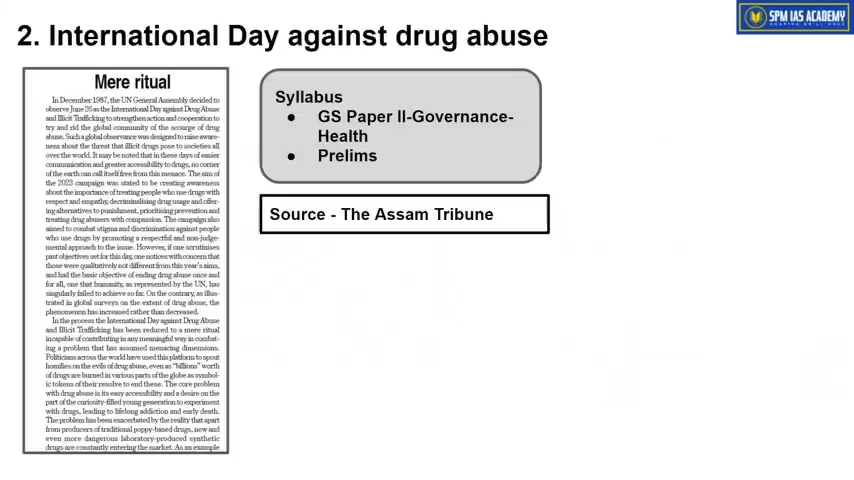 2. International Day against drug abuse
SPM IAS ACADEMY
Mere ritual
In December 1987, the UN General Assembly decided to
observe June 26 as the International Day against Drug Abuse
and Illicit Trafficking to strengthen action and cooperation to
try and rid the global community of the scourge of drug
abuse. Such a global observance was designed to raise aware-
ness about the threat that illicit drugs pose to societies all
over the world. It may be noted that in these days of easier
communication and greater accessibility to drugs, no corner
of the earth can call itself free from this menace. The aim of
the 2023 campaign was stated to be creating awareness
about the importance of treating people who use drugs with
respect and empathy, decriminalising drug usage and offer-
ing alternatives to punishment, prioritising prevention and
treating drug abusers with compassion. The campaign also
aimed to combat stigma and discrimination against people
who use drugs by promoting a respectful and non-judge-
mental approach to the issue. However, if one scrutinises
past objectives set for this day, one notices with concern that
those were qualitatively not different from this year's aims,
and had the basic objective of ending drug abuse once and
for all, one that humanity, as represented by the UN, has
singularly failed to achieve so far. On the contrary, as illus-
trated in global surveys on the extent of drug abuse, the
phenomenon has increased rather than decreased.
In the process the International Day against Drug Abuse
and Illicit Trafficking has been reduced to a mere ritual
incapable of contributing in any meaningful way in combat-
ing a problem that has assumed menacing dimensions.
Politicians across the world have used this platform to spout
homilies on the evils of drug abuse, even as "billions" worth
of drugs are burned in various parts of the globe as symbol-
ic tokens of their resolve to end these. The core problem
with drug abuse is its easy accessibility and a desire on the
part of the curiosity-filled young generation to experiment
with drugs, leading to lifelong addiction and early death.
The problem has been exacerbated by the reality that apart
from producers of traditional poppy-based drugs, new and
even more dangerous laboratory-produced synthetic
drugs are constantly entering the market. As an example
Syllabus
● GS Paper II-Governance-
Health
● Prelims
Source - The Assam Tribune